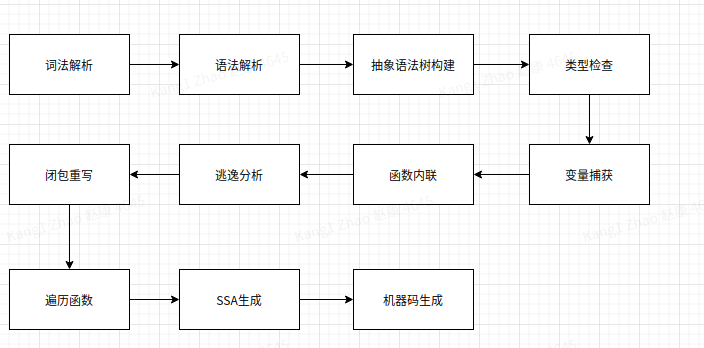 词法解析
语法解析
抽象语法树构建
类型检查
变量捕获
函数内联
逃逸分析
闭包重写
遍历函数
SSA生成
机器码生成